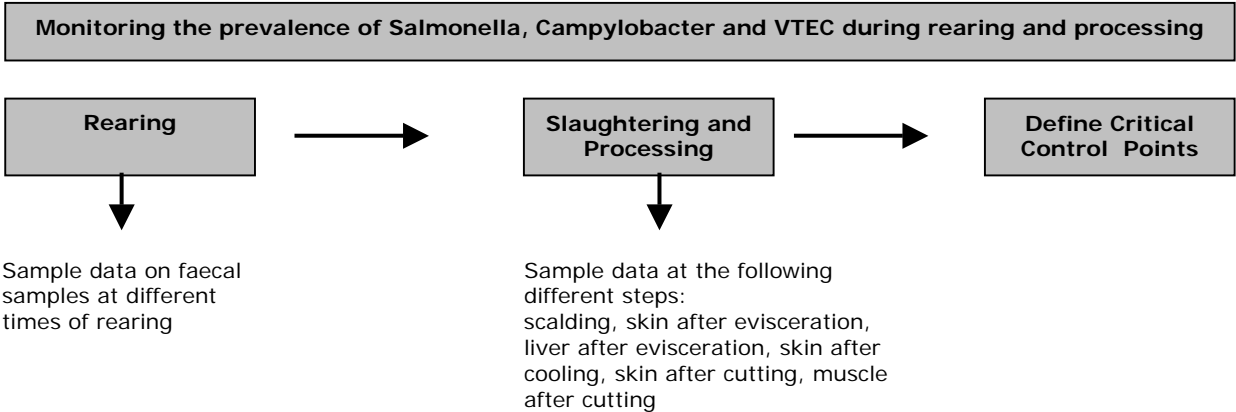 Monitoring the prevalence of Salmonella, Campylobacter and VTEC during rearing and processing
Rearing
Slaughtering and
Processing
Define Critical
Control Points
Sample data on faecal
samples at different
times of rearing
Sample data at the following
different steps:
scalding, skin after evisceration,
liver after evisceration, skin after
cooling, skin after cutting, muscle
after cutting